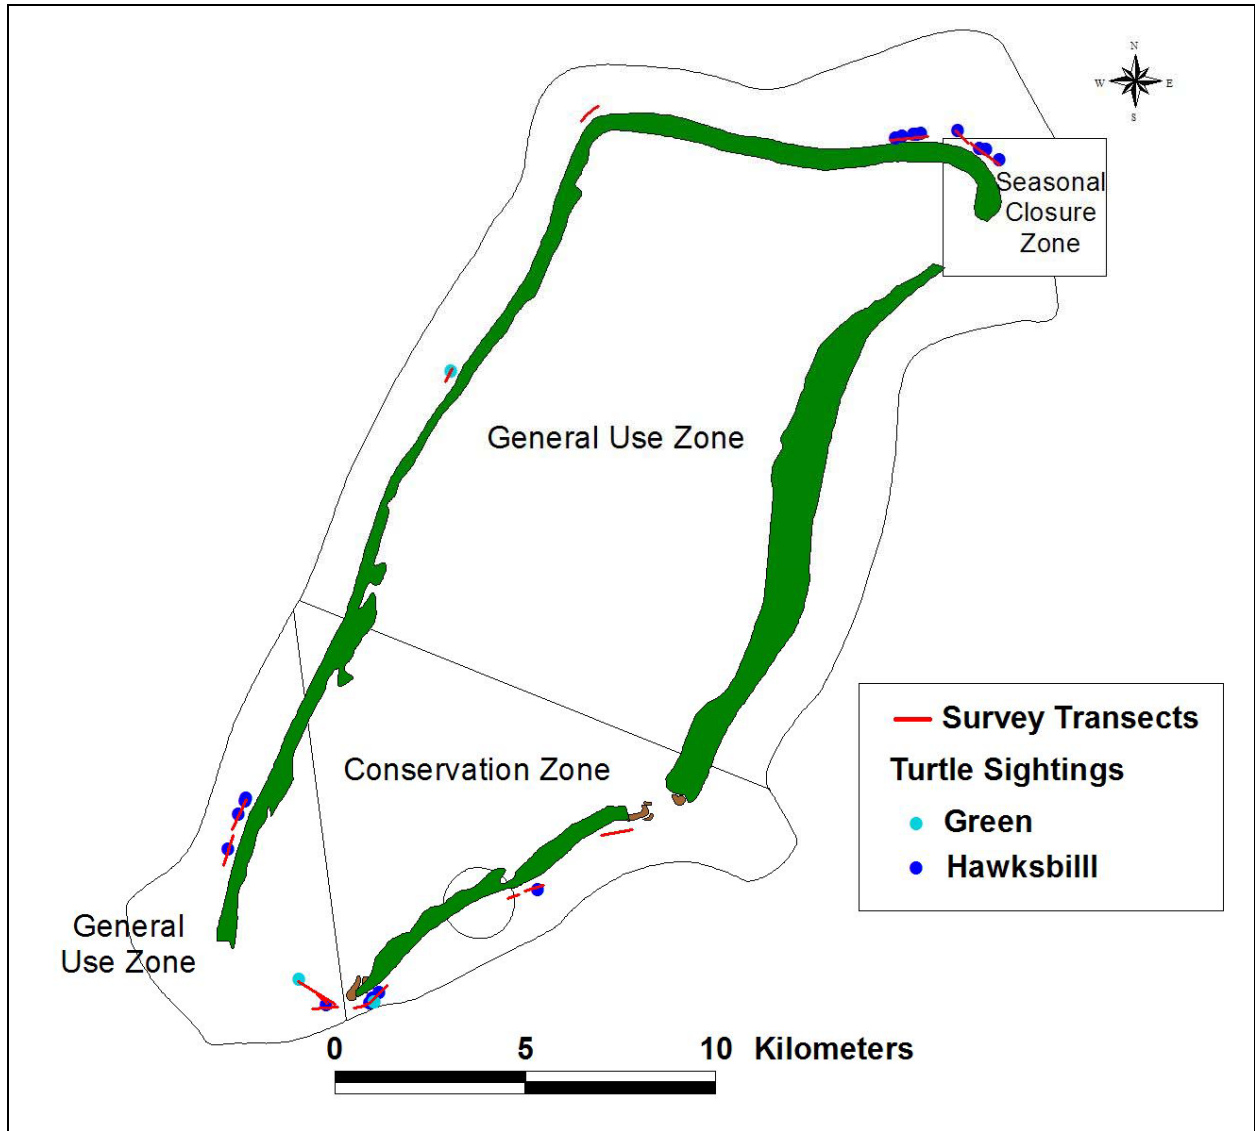 N
W E
S
Seasonal
Closure
Zone
General Use Zone
Survey Transects
Conservation Zone
Turtle Sightings
Green
Hawksbilll
General
Use Zone
0 5 10 Kilometers